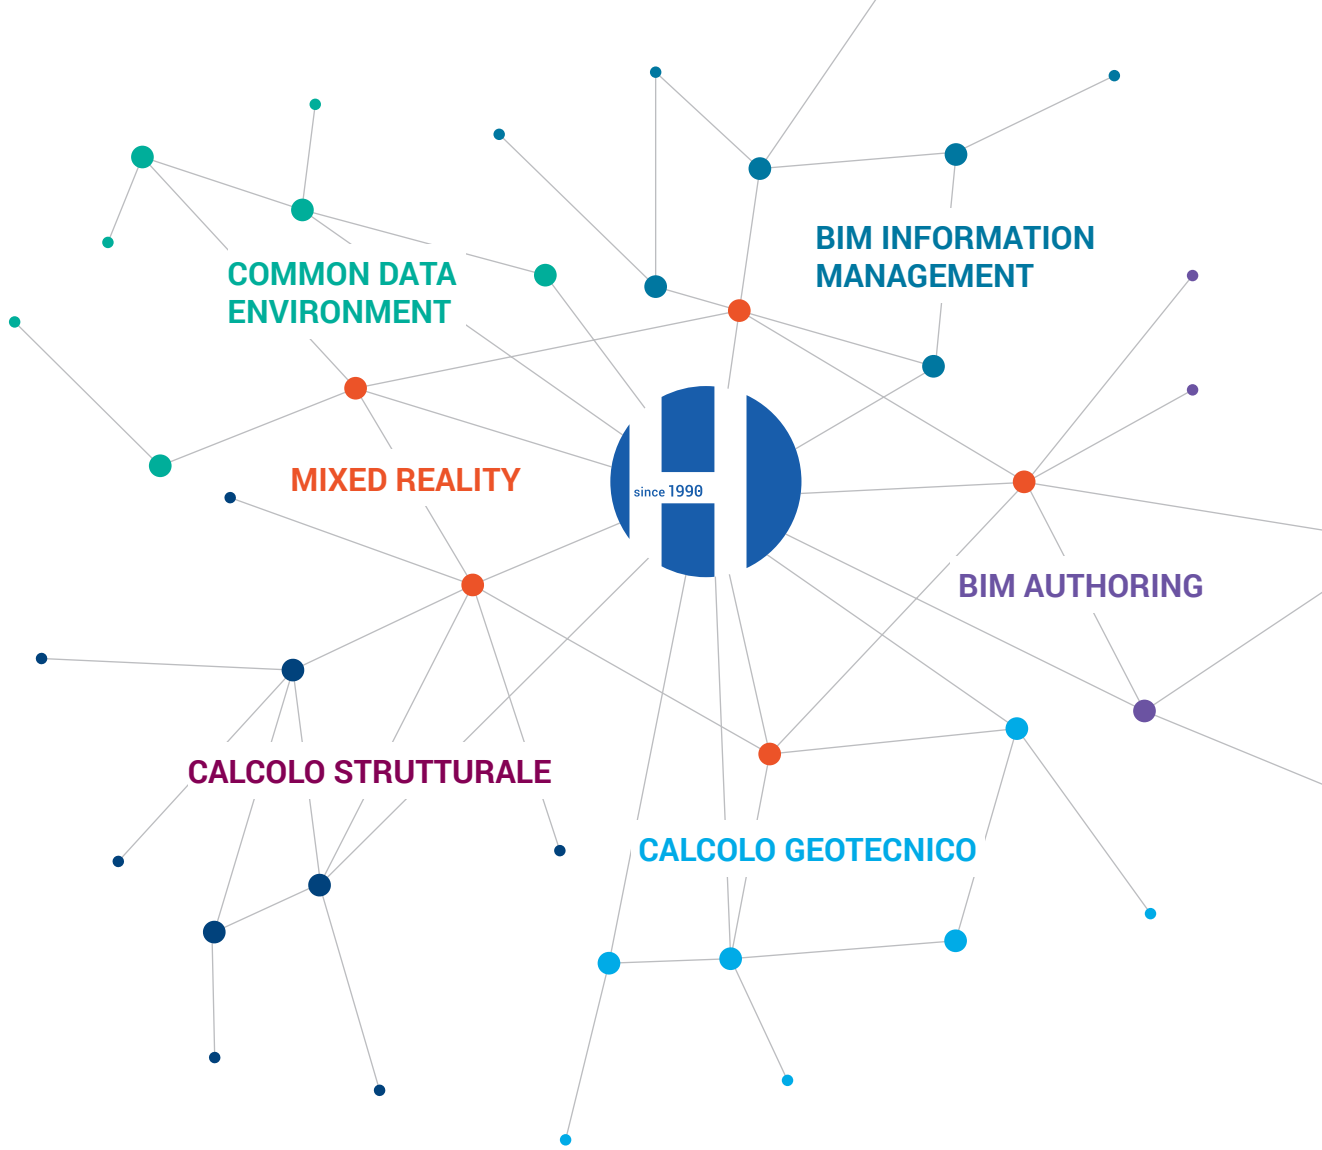 BIM INFORMATION
MANAGEMENT
COMMON DATA
ENVIRONMENT
MIXED REALITY
since 1990
BIM AUTHORING
CALCOLO STRUTTURALE
CALCOLO GEOTECNICO